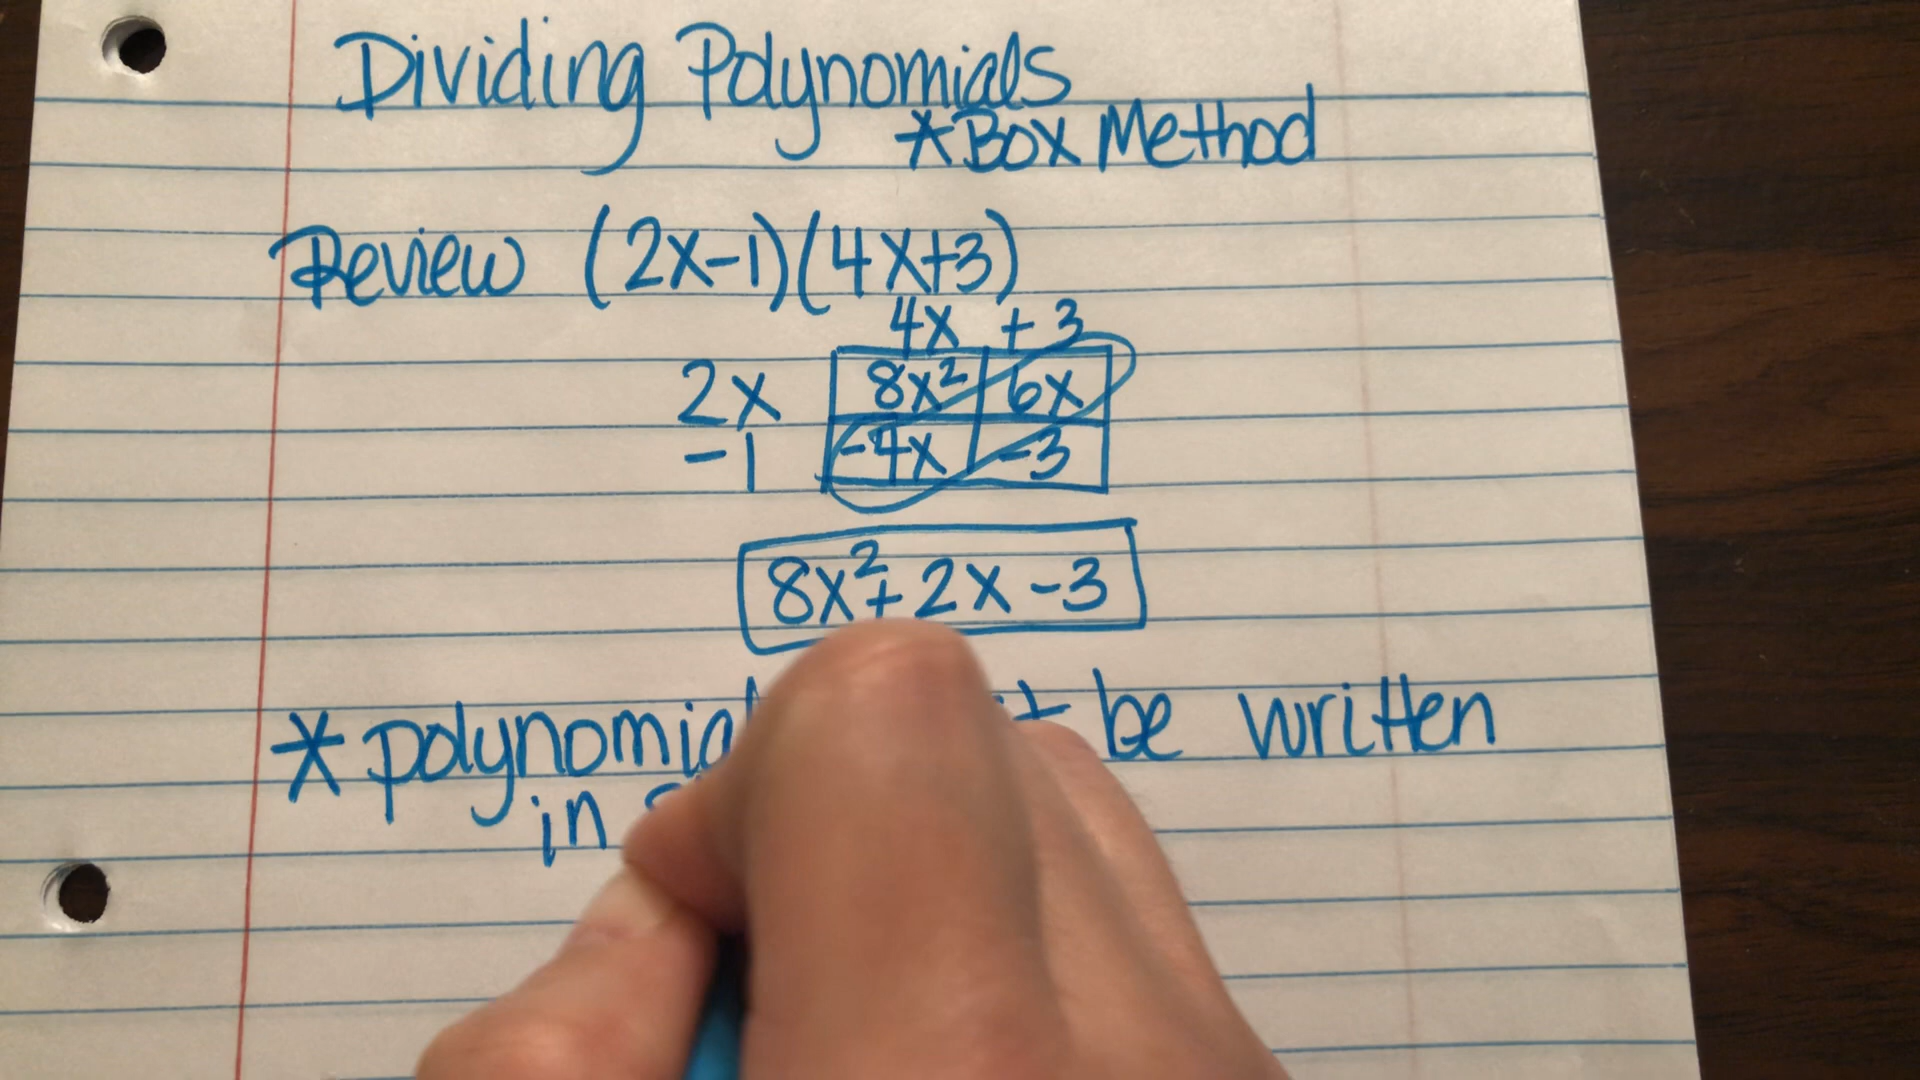 Dividing Polynomials
*Box Method
Review (2x-1)(4x+3)
4x + 3
2x 8x² 6x
-1 -4x -3
8x²+2x-3
* be written
in